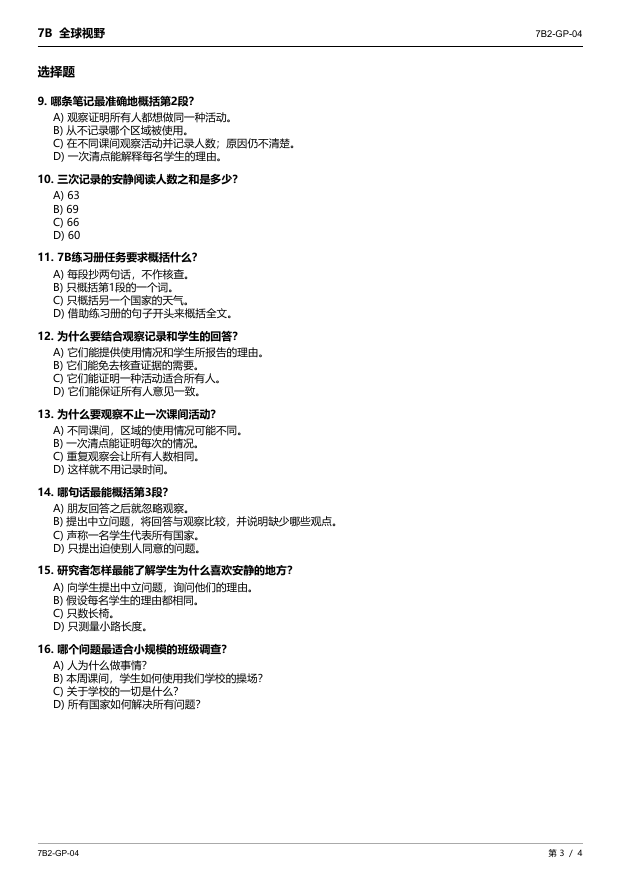 7B 全球视野
7B2-GP-04
选择题
9. 哪条笔记最准确地概括第2段？
A) 观察证明所有人都想做同一种活动。
B) 从不记录哪个区域被使用。
C) 在不同课间观察活动并记录人数；原因仍不清楚。
D) 一次清点能解释每名学生的理由。
10. 三次记录的安静阅读人数之和是多少？
A) 63
B) 69
C) 66
D) 60
11. 7B练习册任务要求概括什么？
A) 每段抄两句话，不作核查。
B) 只概括第1段的一个词。
C) 只概括另一个国家的天气。
D) 借助练习册的句子开头来概括全文。
12. 为什么要结合观察记录和学生的回答？
A) 它们能提供使用情况和学生所报告的理由。
B) 它们能免去核查证据的需要。
C) 它们能证明一种活动适合所有人。
D) 它们能保证所有人意见一致。
13. 为什么要观察不止一次课间活动？
A) 不同课间，区域的使用情况可能不同。
B) 一次清点能证明每次的情况。
C) 重复观察会让所有人数相同。
D) 这样就不用记录时间。
14. 哪句话最能概括第3段？
A) 朋友回答之后就忽略观察。
B) 提出中立问题，将回答与观察比较，并说明缺少哪些观点。
C) 声称一名学生代表所有国家。
D) 只提出迫使别人同意的问题。
15. 研究者怎样最能了解学生为什么喜欢安静的地方？
A) 向学生提出中立问题，询问他们的理由。
B) 假设每名学生的理由都相同。
C) 只数长椅。
D) 只测量小路长度。
16. 哪个问题最适合小规模的班级调查？
A) 人为什么做事情？
B) 本周课间，学生如何使用我们学校的操场？
C) 关于学校的一切是什么？
D) 所有国家如何解决所有问题？
7B2-GP-04
第 3 / 4